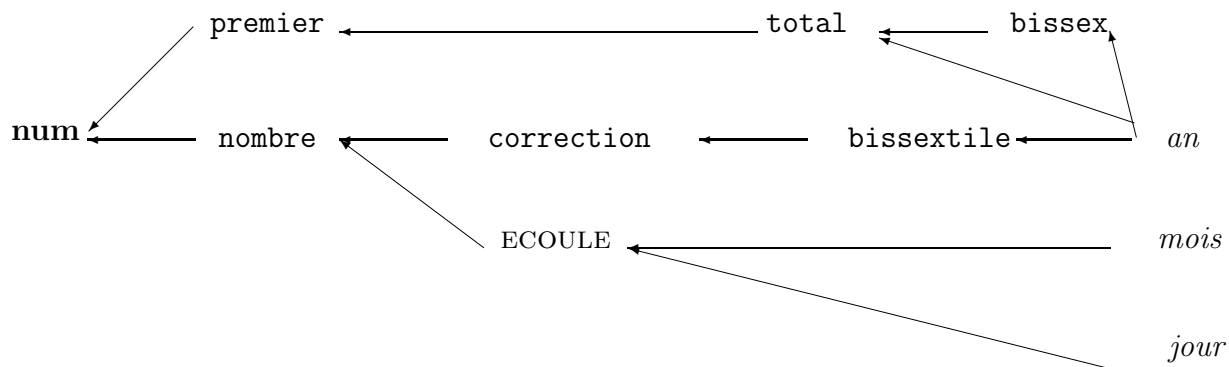 premier total bissex
num nombre correction bissextile an
ECOULE mois
jour